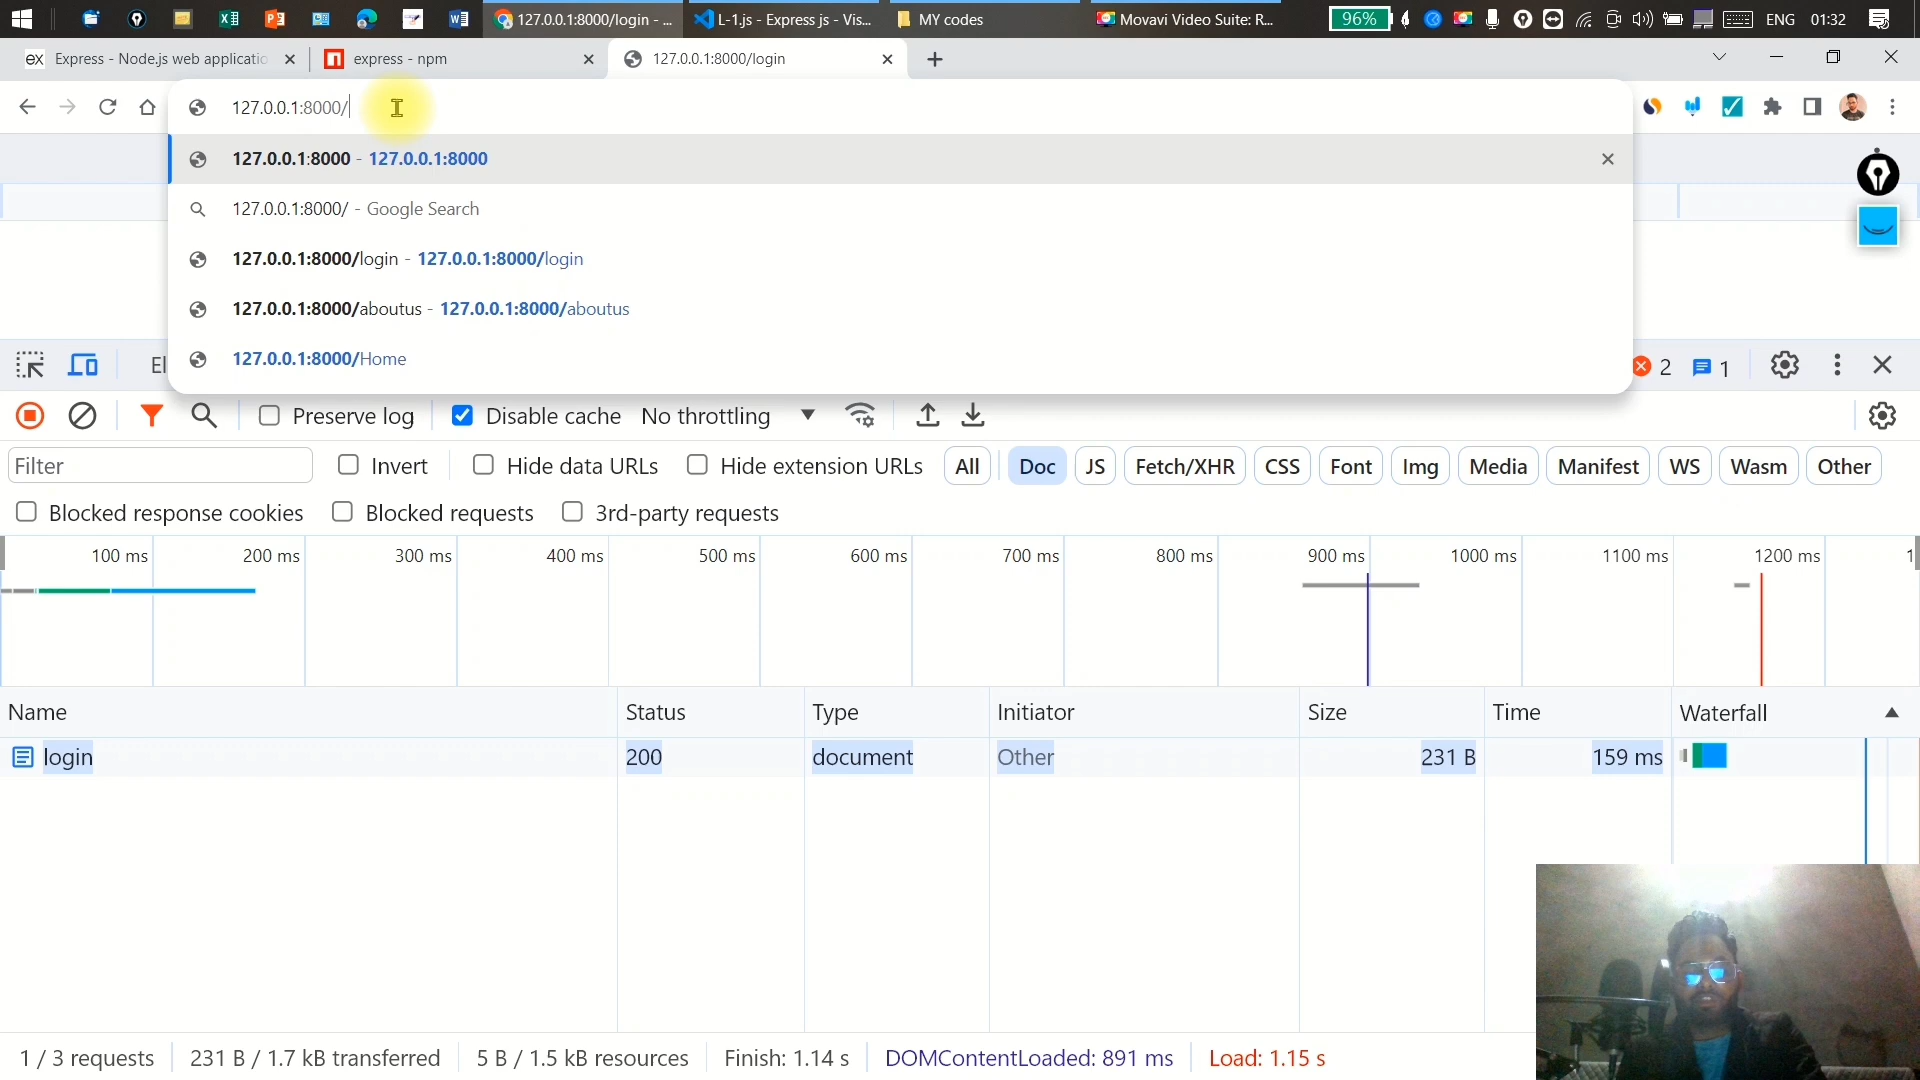 127.0.0.1:8000/login - ...
L-1.js - Express js - Vis...
MY codes
Movavi Video Suite: R...
96%
ENG
01:32
ex
Express - Node.js web applicatio
n
express - npm
127.0.0.1:8000/login
127.0.0.1:8000/
127.0.0.1:8000 - 127.0.0.1:8000
127.0.0.1:8000/ - Google Search
127.0.0.1:8000/login - 127.0.0.1:8000/login
127.0.0.1:8000/aboutus - 127.0.0.1:8000/aboutus
127.0.0.1:8000/Home
El
2
1
Preserve log
Disable cache
No throttling
Filter
Invert
Hide data URLs
Hide extension URLs
All
Doc
JS
Fetch/XHR
CSS
Font
Img
Media
Manifest
WS
Wasm
Other
Blocked response cookies
Blocked requests
3rd-party requests
100 ms
200 ms
300 ms
400 ms
500 ms
600 ms
700 ms
800 ms
900 ms
1000 ms
1100 ms
1200 ms
1
Name
Status
Type
Initiator
Size
Time
Waterfall
login
200
document
Other
231 B
159 ms
1 / 3 requests
231 B / 1.7 kB transferred
5 B / 1.5 kB resources
Finish: 1.14 s
DOMContentLoaded: 891 ms
Load: 1.15 s